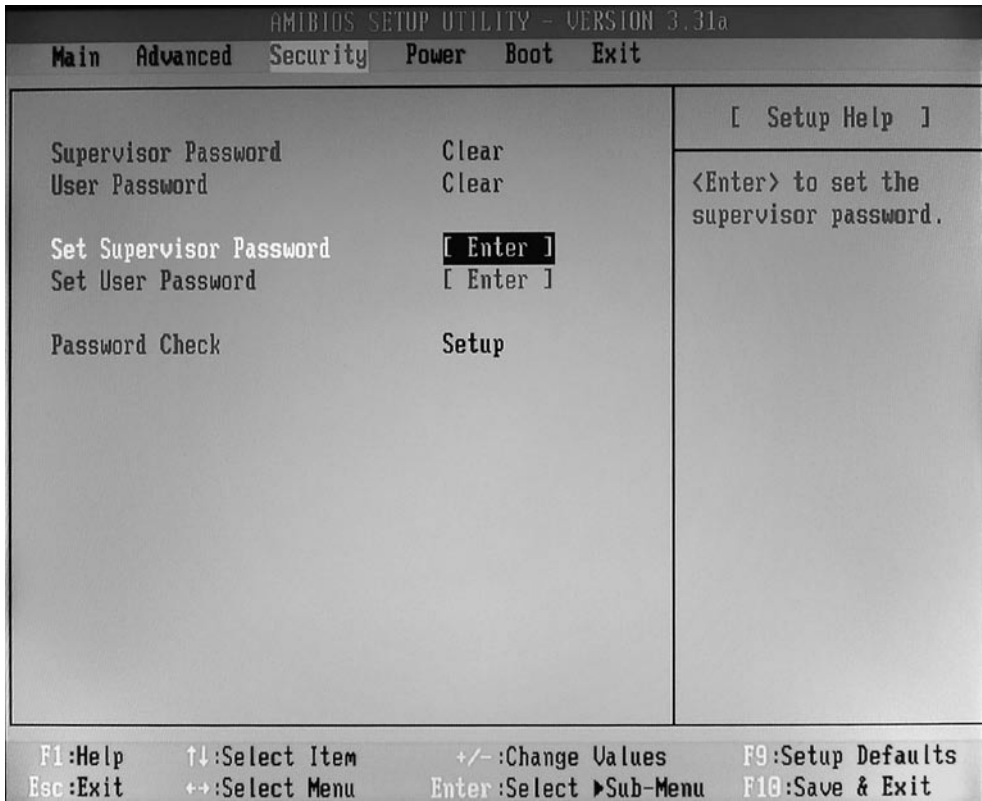 AMIBIOS SETUP UTILITY - VERSION 3.31a
Main Advanced Security Power Boot Exit
[ Setup Help ]
Supervisor Password Clear
User Password Clear
<Enter> to set the
supervisor password.
Set Supervisor Password [ Enter ]
Set User Password [ Enter ]
Password Check Setup
F1:Help ↑↓:Select Item +/-:Change Values F9:Setup Defaults
Esc:Exit ←→:Select Menu Enter:Select ▶Sub-Menu F10:Save & Exit